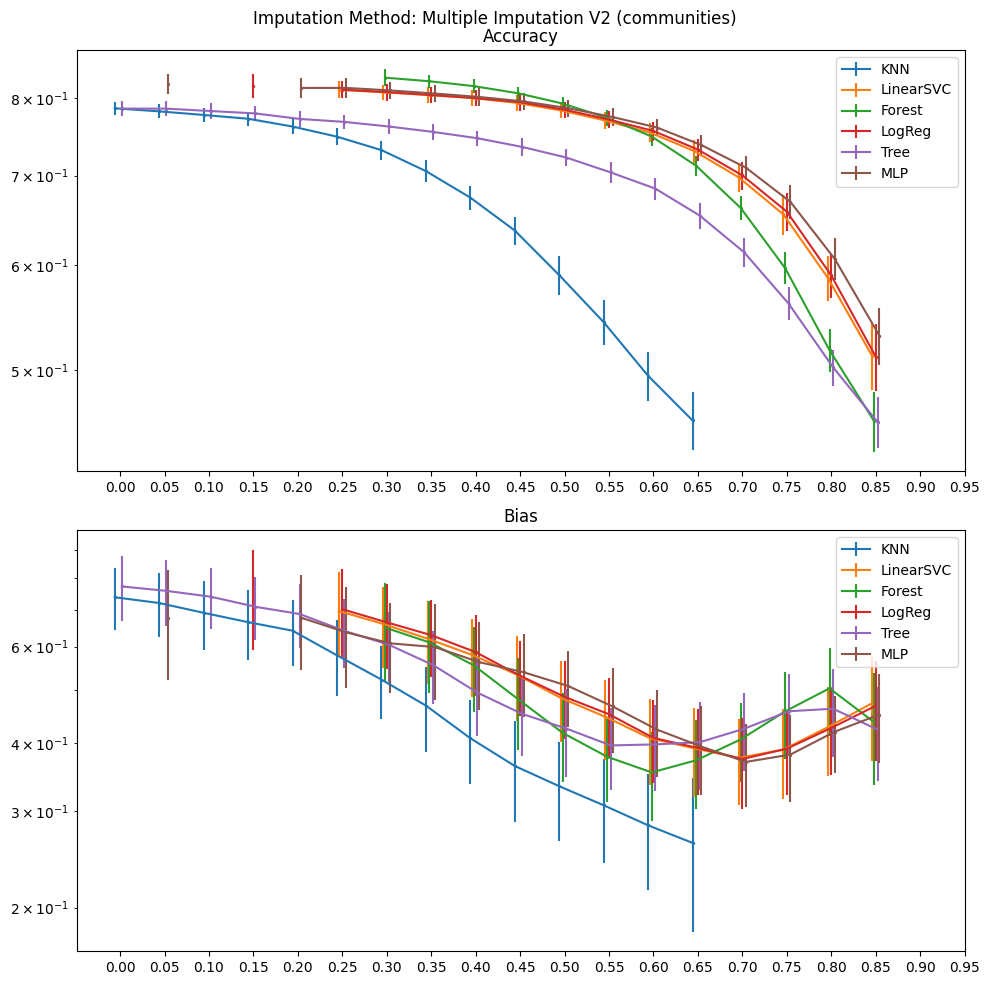 Imputation Method: Multiple Imputation V2 (communities)
Accuracy
8 × 10⁻¹
7 × 10⁻¹
6 × 10⁻¹
5 × 10⁻¹
KNN
LinearSVC
Forest
LogReg
Tree
MLP
0.00 0.05 0.10 0.15 0.20 0.25 0.30 0.35 0.40 0.45 0.50 0.55 0.60 0.65 0.70 0.75 0.80 0.85 0.90 0.95
Bias
6 × 10⁻¹
4 × 10⁻¹
3 × 10⁻¹
2 × 10⁻¹
KNN
LinearSVC
Forest
LogReg
Tree
MLP
0.00 0.05 0.10 0.15 0.20 0.25 0.30 0.35 0.40 0.45 0.50 0.55 0.60 0.65 0.70 0.75 0.80 0.85 0.90 0.95